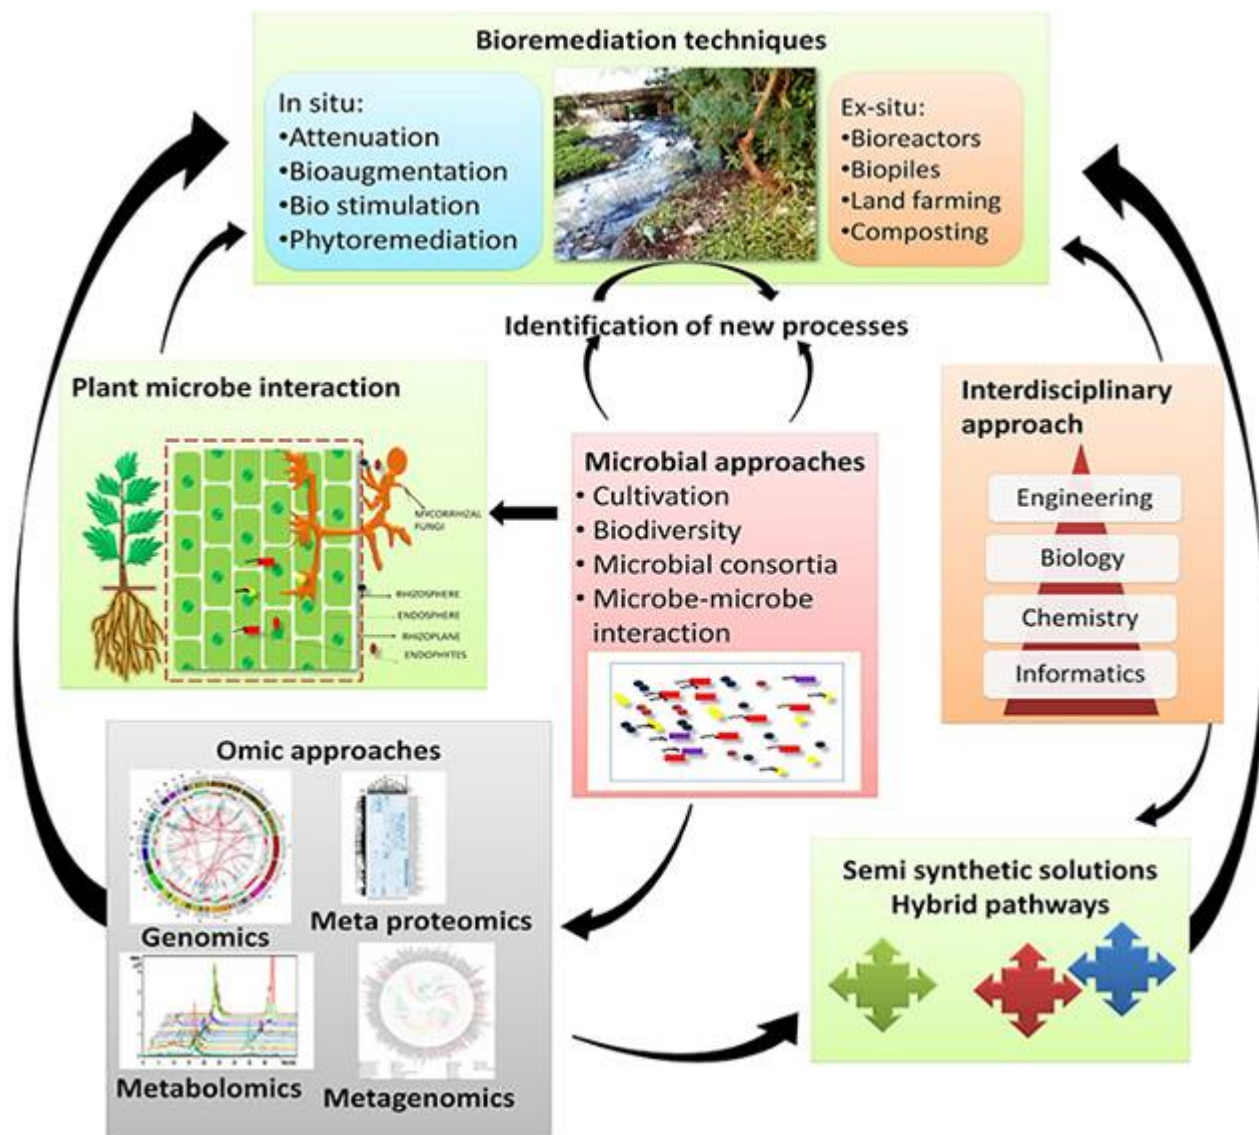 Bioremediation techniques
In situ:
•Attenuation
•Bioaugmentation
•Bio stimulation
•Phytoremediation
Ex-situ:
•Bioreactors
•Biopiles
•Land farming
•Composting
Identification of new processes
Plant microbe interaction
MYCORRHIZAL
FUNGI
RHIZOSPHERE
ENDOSPHERE
RHIZOPLANE
ENDOPHYTES
Microbial approaches
• Cultivation
• Biodiversity
• Microbial consortia
• Microbe-microbe
interaction
Interdisciplinary
approach
Engineering
Biology
Chemistry
Informatics
Omic approaches
Genomics
Meta proteomics
Metabolomics
Metagenomics
Semi synthetic solutions
Hybrid pathways